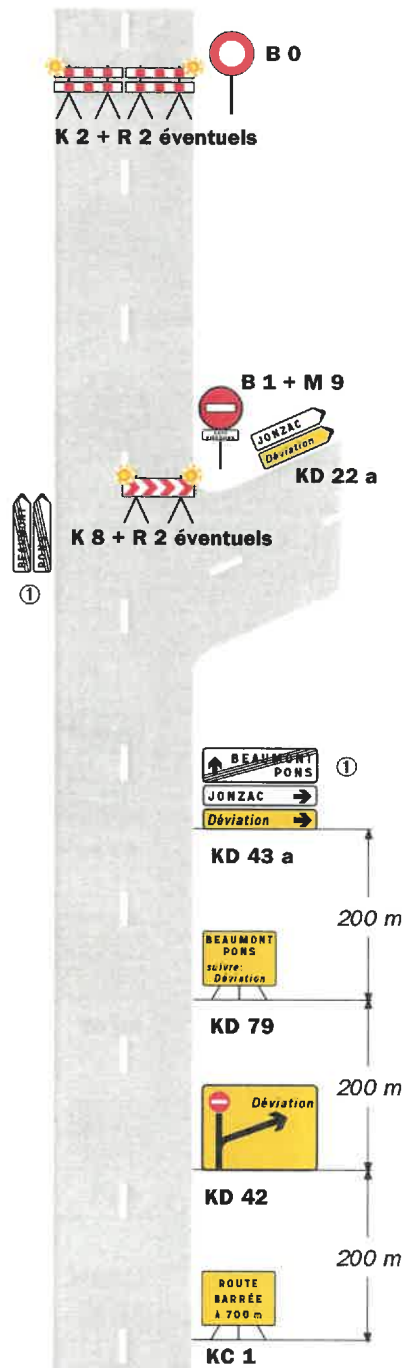 B 0
K 2 + R 2 éventuels
B 1 + M 9
JONZAC
Déviation
KD 22 a
K 8 + R 2 éventuels
BEAUMONT
PONS
①
BEAUMONT
PONS
①
JONZAC
Déviation
KD 43 a
200 m
BEAUMONT
PONS
suivre:
Déviation
KD 79
200 m
Déviation
KD 42
200 m
ROUTE
BARRÉE
À 700 m
KC 1